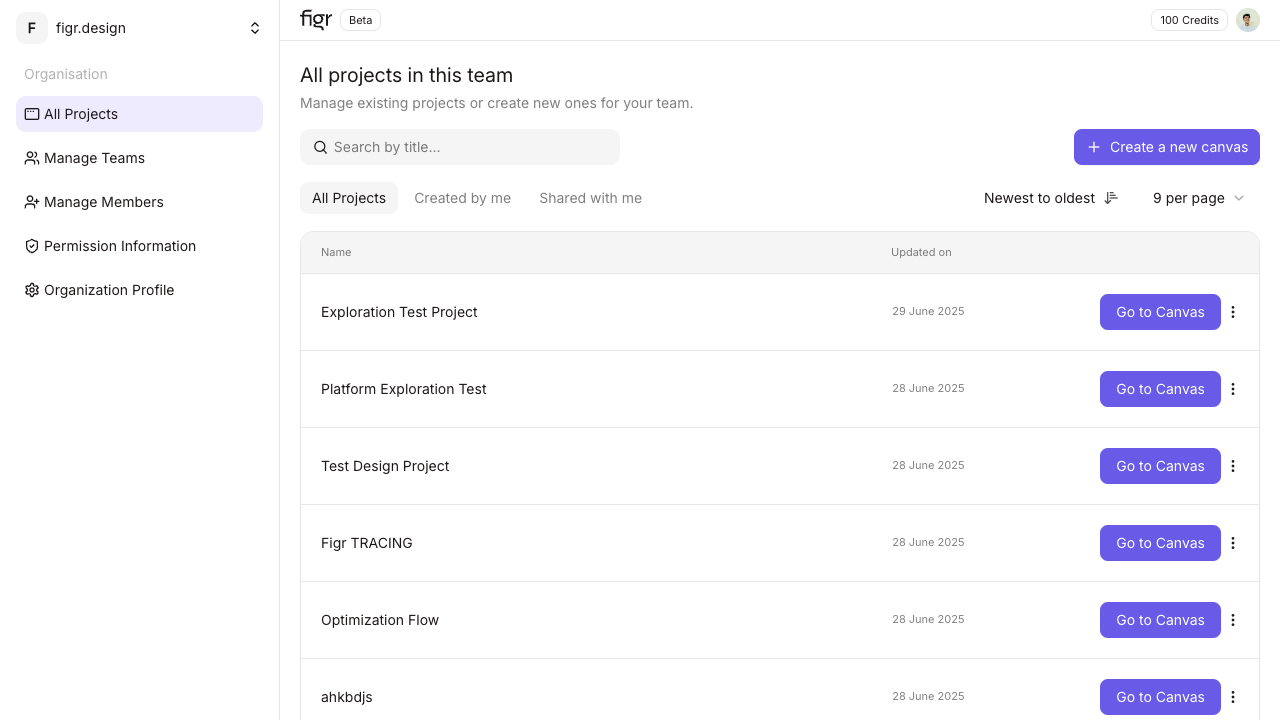 F figr.design
Organisation
All Projects
Manage Teams
Manage Members
Permission Information
Organization Profile
figr Beta
100 Credits
All projects in this team
Manage existing projects or create new ones for your team.
Search by title...
Create a new canvas
All Projects Created by me Shared with me
Newest to oldest 9 per page
Name Updated on
Exploration Test Project 29 June 2025 Go to Canvas
Platform Exploration Test 28 June 2025 Go to Canvas
Test Design Project 28 June 2025 Go to Canvas
Figr TRACING 28 June 2025 Go to Canvas
Optimization Flow 28 June 2025 Go to Canvas
ahkbdjs 28 June 2025 Go to Canvas